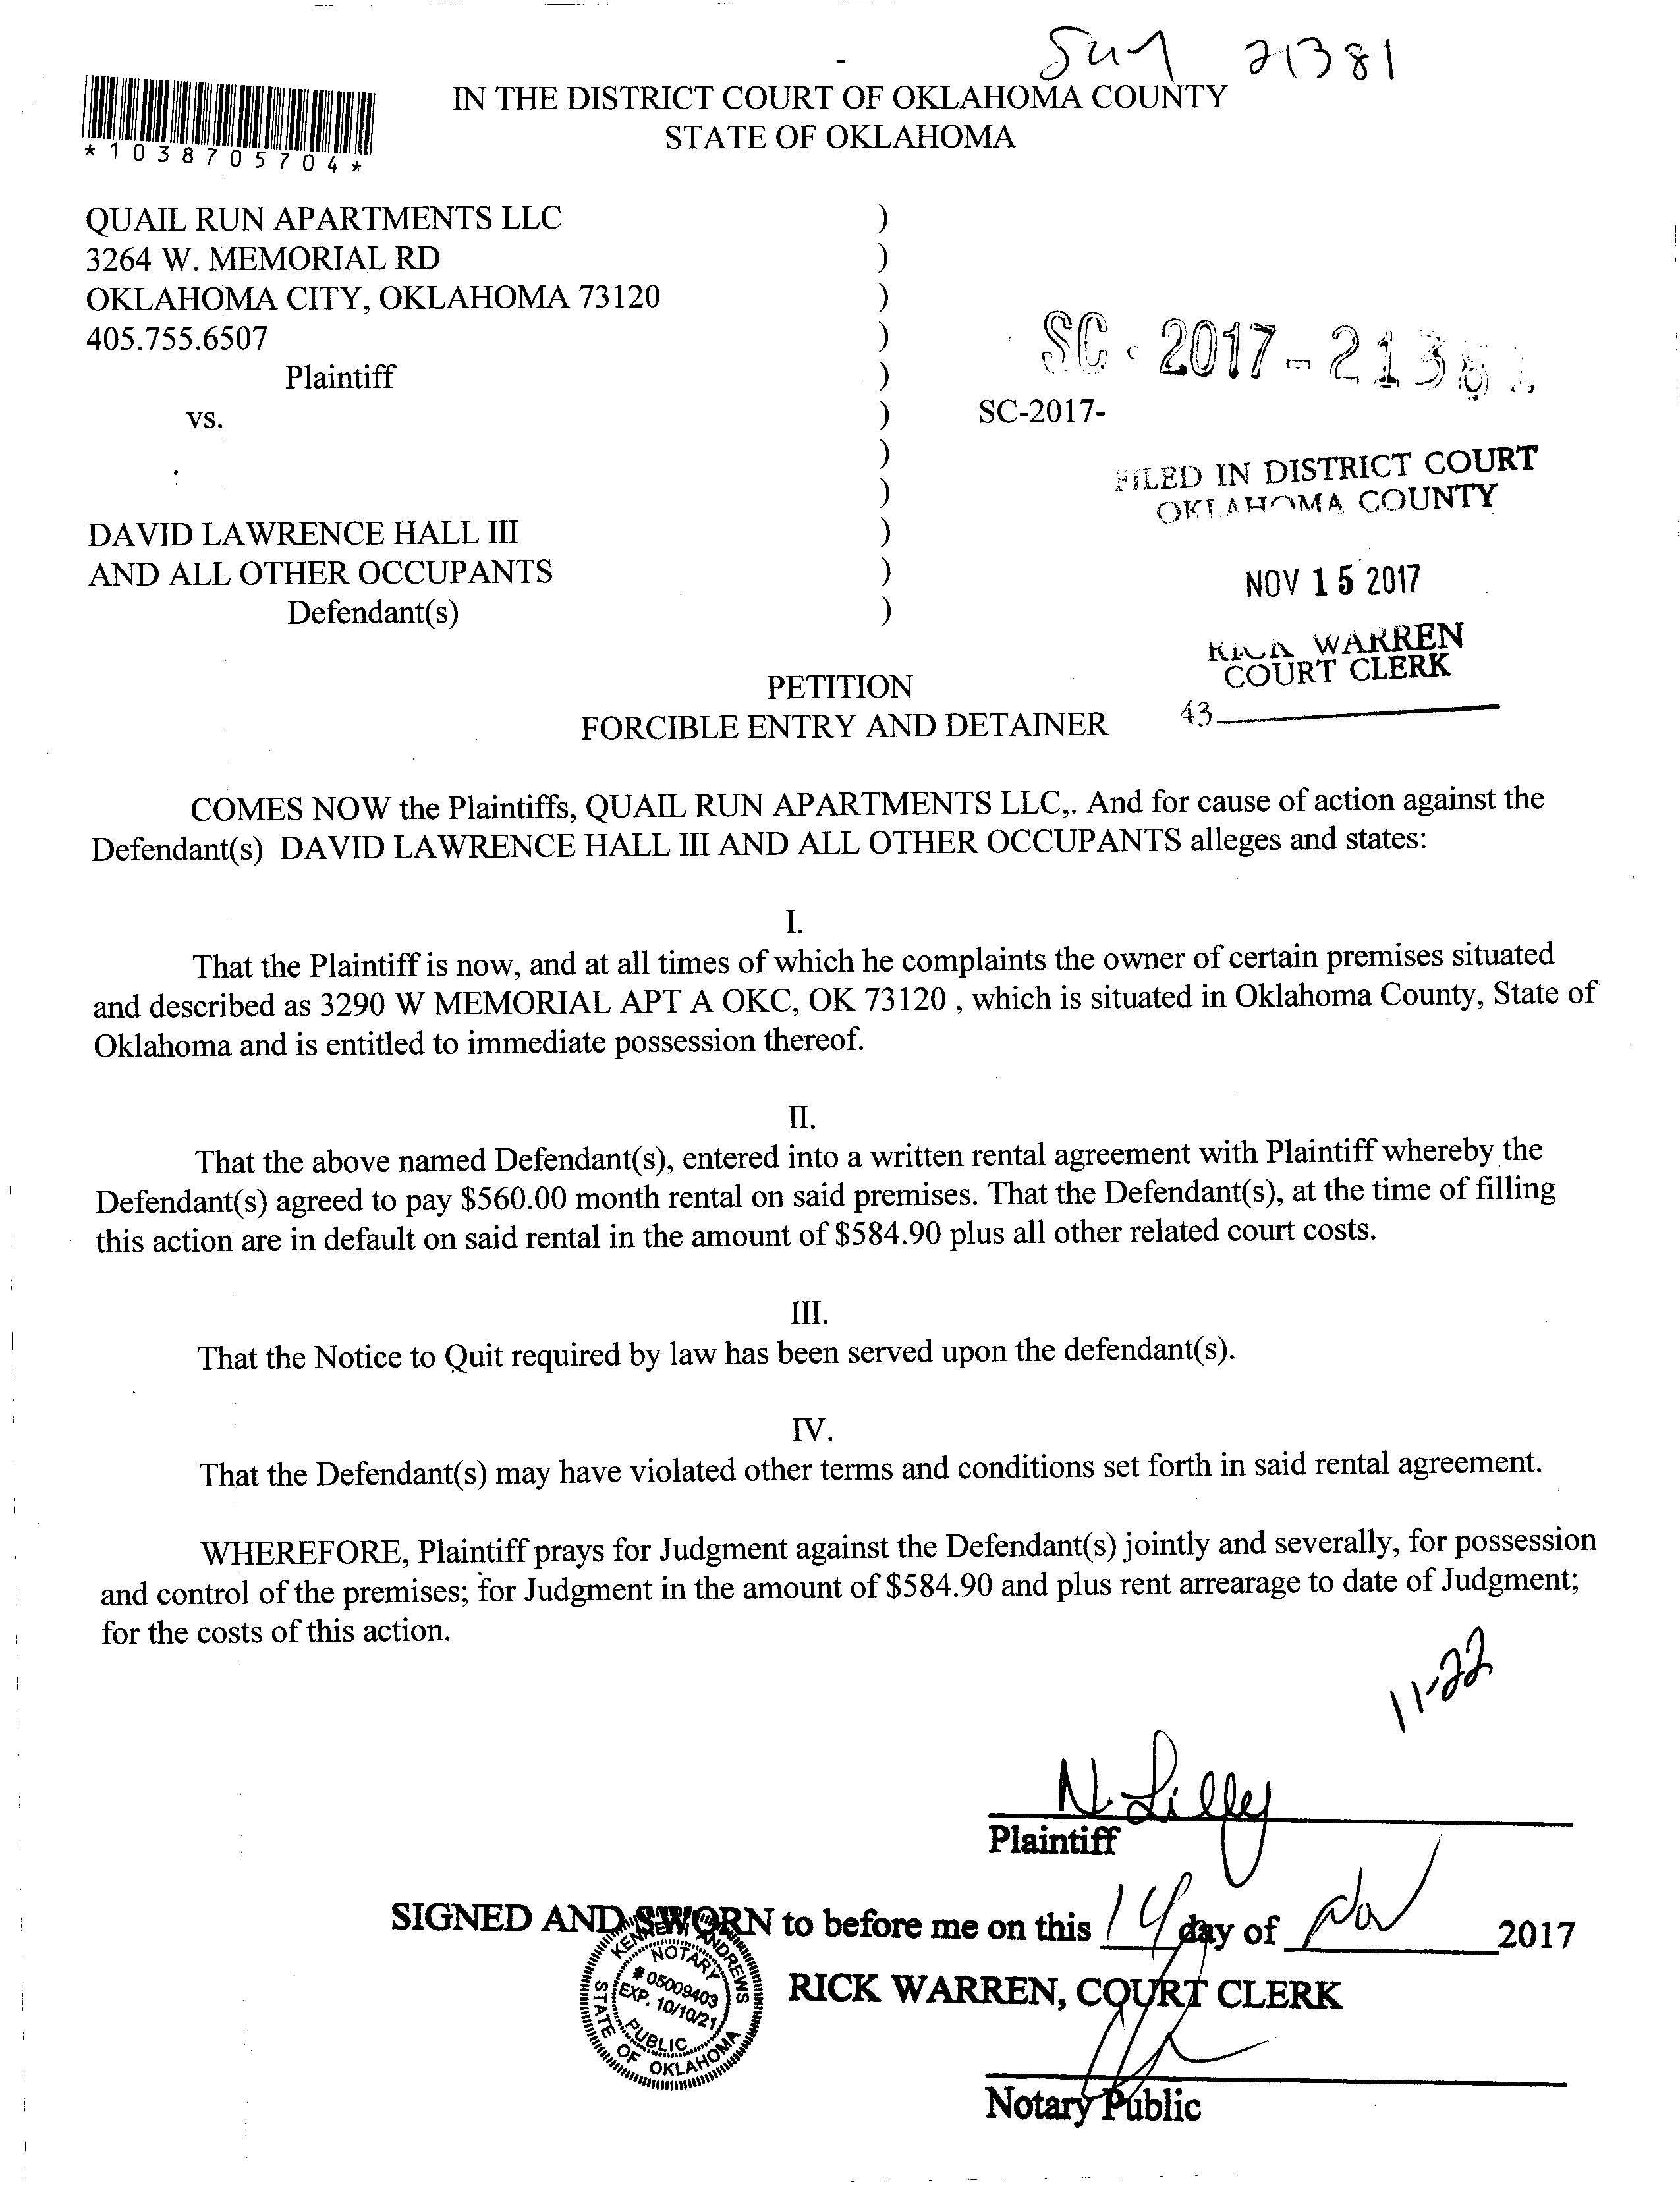 21381
IN THE DISTRICT COURT OF OKLAHOMA COUNTY
STATE OF OKLAHOMA
*1038705704*
QUAIL RUN APARTMENTS LLC )
3264 W. MEMORIAL RD )
OKLAHOMA CITY, OKLAHOMA 73120 )
405.755.6507 )
Plaintiff )
vs. )
)
: )
DAVID LAWRENCE HALL III )
AND ALL OTHER OCCUPANTS )
Defendant(s) )
SC - 2017 - 21381
SC-2017-
FILED IN DISTRICT COURT
OKLAHOMA COUNTY
NOV 15 2017
RICK WARREN
COURT CLERK
43
PETITION
FORCIBLE ENTRY AND DETAINER
COMES NOW the Plaintiffs, QUAIL RUN APARTMENTS LLC,. And for cause of action against the
Defendant(s) DAVID LAWRENCE HALL III AND ALL OTHER OCCUPANTS alleges and states:
I.
That the Plaintiff is now, and at all times of which he complaints the owner of certain premises situated
and described as 3290 W MEMORIAL APT A OKC, OK 73120 , which is situated in Oklahoma County, State of
Oklahoma and is entitled to immediate possession thereof.
II.
That the above named Defendant(s), entered into a written rental agreement with Plaintiff whereby the
Defendant(s) agreed to pay $560.00 month rental on said premises. That the Defendant(s), at the time of filling
this action are in default on said rental in the amount of $584.90 plus all other related court costs.
III.
That the Notice to Quit required by law has been served upon the defendant(s).
IV.
That the Defendant(s) may have violated other terms and conditions set forth in said rental agreement.
WHEREFORE, Plaintiff prays for Judgment against the Defendant(s) jointly and severally, for possession
and control of the premises; for Judgment in the amount of $584.90 and plus rent arrearage to date of Judgment;
for the costs of this action.
11-22
N. Lilly
Plaintiff
SIGNED AND SWORN to before me on this 14 day of Nov 2017
KENNETH ANDREWS
NOTARY
# 05009403
EXP. 10/10/21
PUBLIC
STATE OF OKLAHOMA
RICK WARREN, COURT CLERK
Notary Public